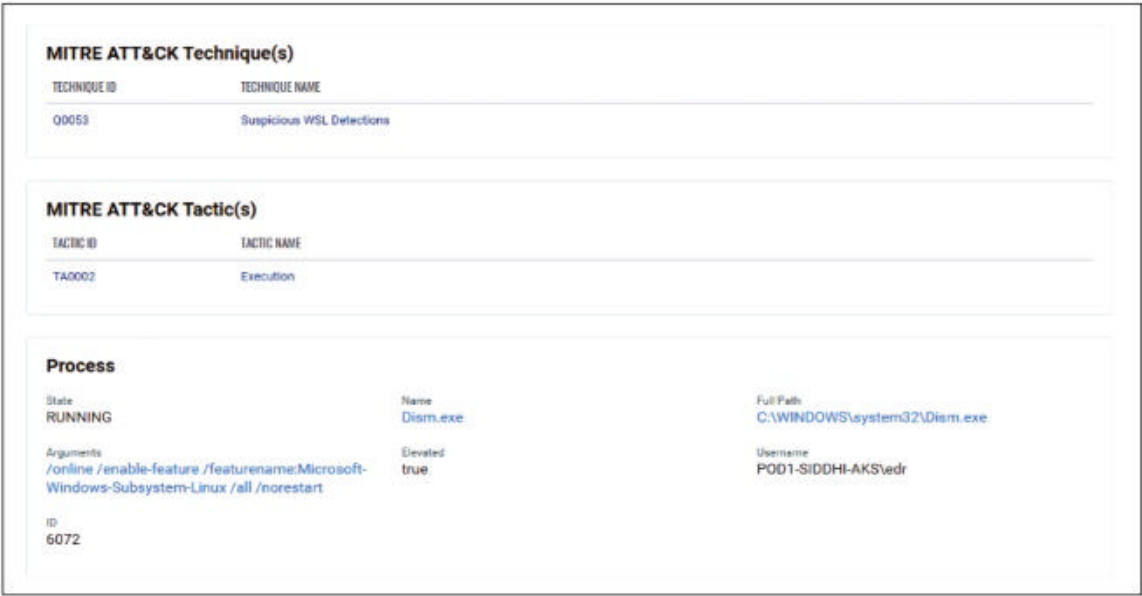 MITRE ATT&CK Technique(s)
TECHNIQUE ID TECHNIQUE NAME
Q0053 Suspicious WSL Detections
MITRE ATT&CK Tactic(s)
TACTIC ID TACTIC NAME
TA0002 Execution
Process
State Name Full Path
RUNNING Dism.exe C:\WINDOWS\system32\Dism.exe
Arguments Elevated Username
/online /enable-feature /featurename:Microsoft- true POD1-SIDDHI-AKS\edr
Windows-Subsystem-Linux /all /norestart
ID
6072